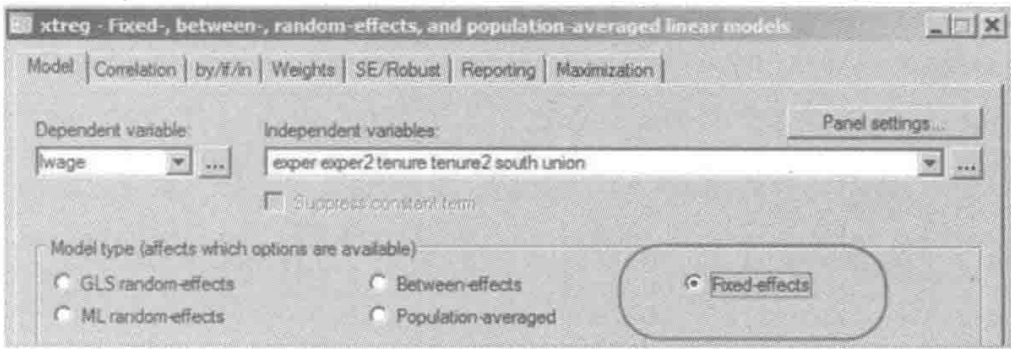 xtreg - Fixed-, between-, random-effects, and population-averaged linear models
Model Correlation by/if/in Weights SE/Robust Reporting Maximization
Panel settings...
Dependent variable: Independent variables:
lwage ... exper exper2 tenure tenure2 south union ...
Suppress constant term
Model type (affects which options are available)
GLS random-effects Between-effects Fixed-effects
ML random-effects Population-averaged